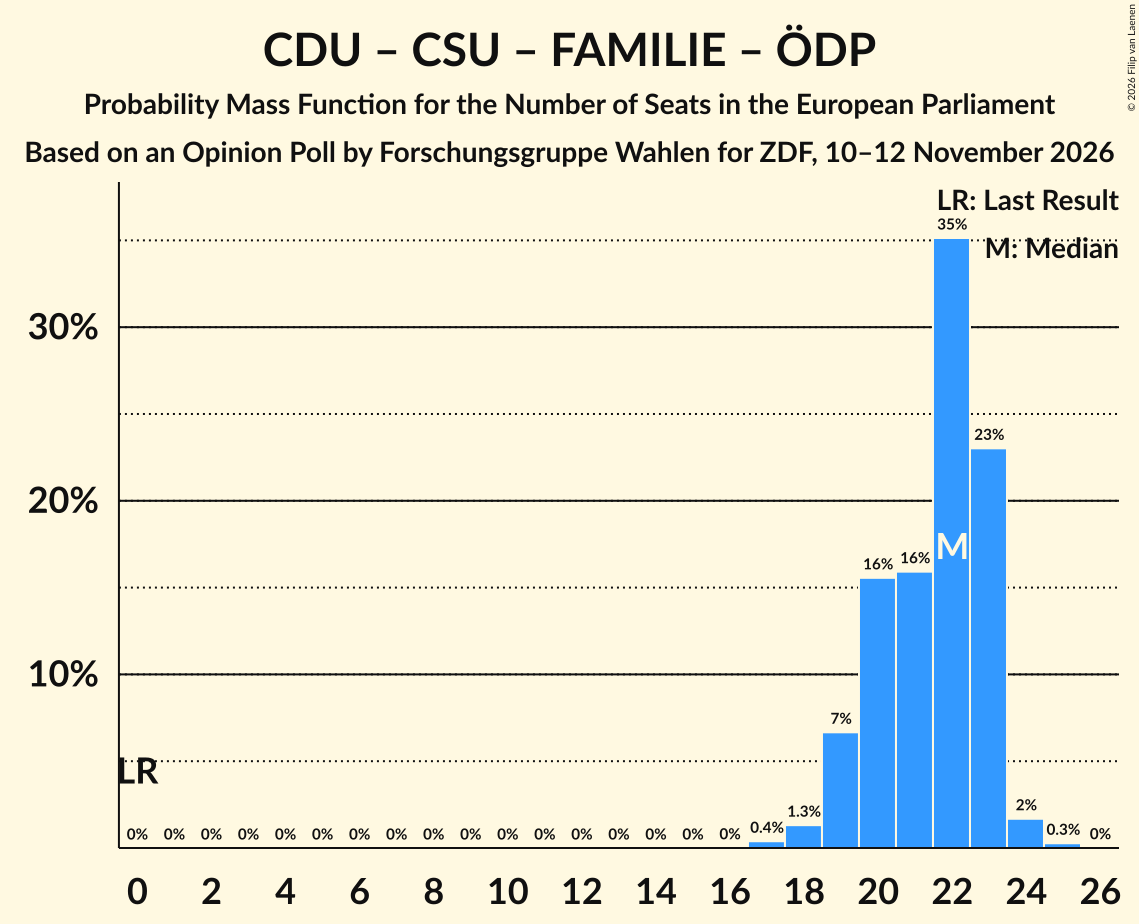 CDU – CSU – FAMILIE – ÖDP
Probability Mass Function for the Number of Seats in the European Parliament
Based on an Opinion Poll by Forschungsgruppe Wahlen for ZDF, 10–12 November 2026
© 2026 Filip van Laenen
LR: Last Result
M: Median
35%
30%
23%
20%
M
16% 16%
10%
7%
LR
0% 0% 0% 0% 0% 0% 0% 0% 0% 0% 0% 0% 0% 0% 0% 0% 0% 0.4% 1.3% 2% 0.3% 0%
0 2 4 6 8 10 12 14 16 18 20 22 24 26